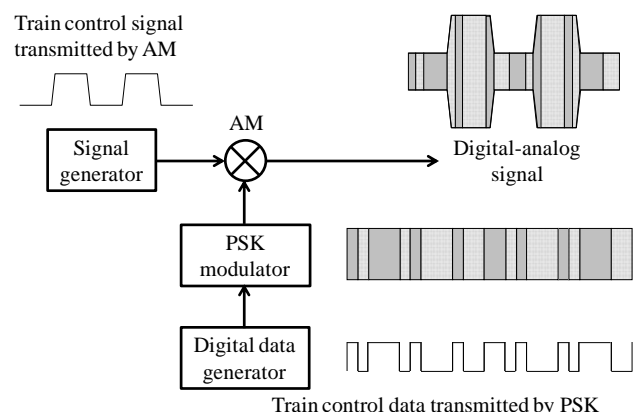 Train control signal
transmitted by AM
AM
Signal
generator
Digital-analog
signal
PSK
modulator
Digital data
generator
Train control data transmitted by PSK